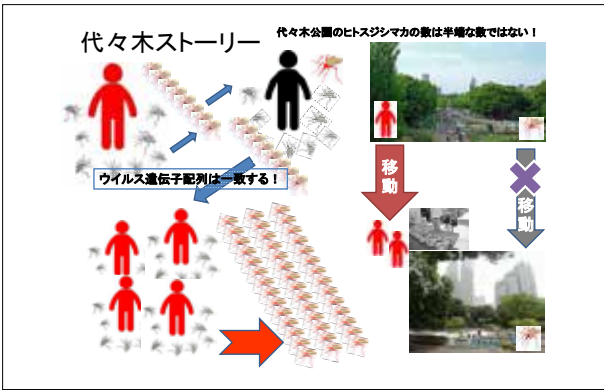 代々木ストーリー
代々木公園のヒトスジシマカの数は半端な数ではない！
ウイルス遺伝子配列は一致する！
移動
移動